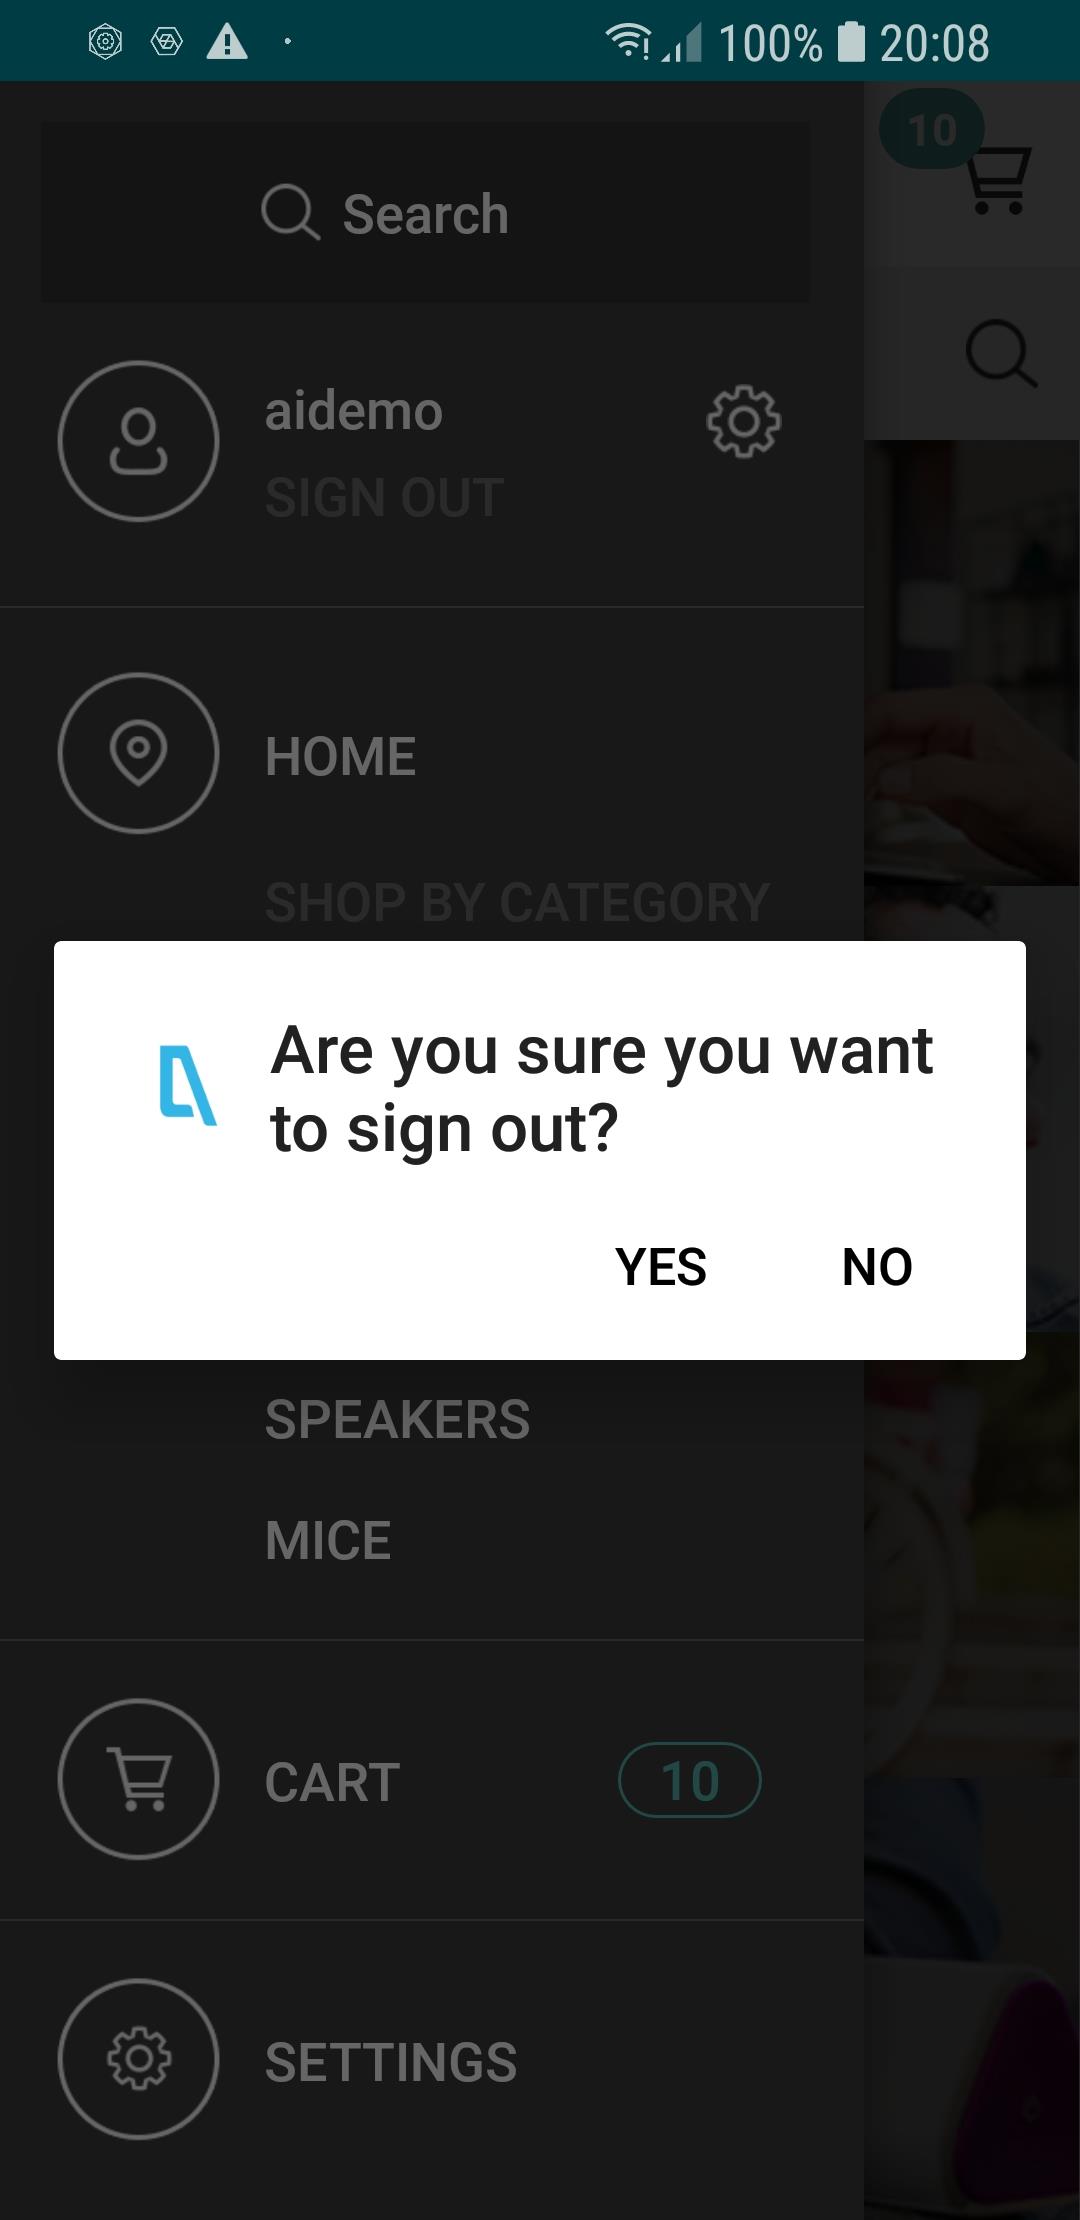 100% 20:08
10
Search
aidemo
SIGN OUT
HOME
SHOP BY CATEGORY
Are you sure you want
to sign out?
YES NO
SPEAKERS
MICE
CART 10
SETTINGS